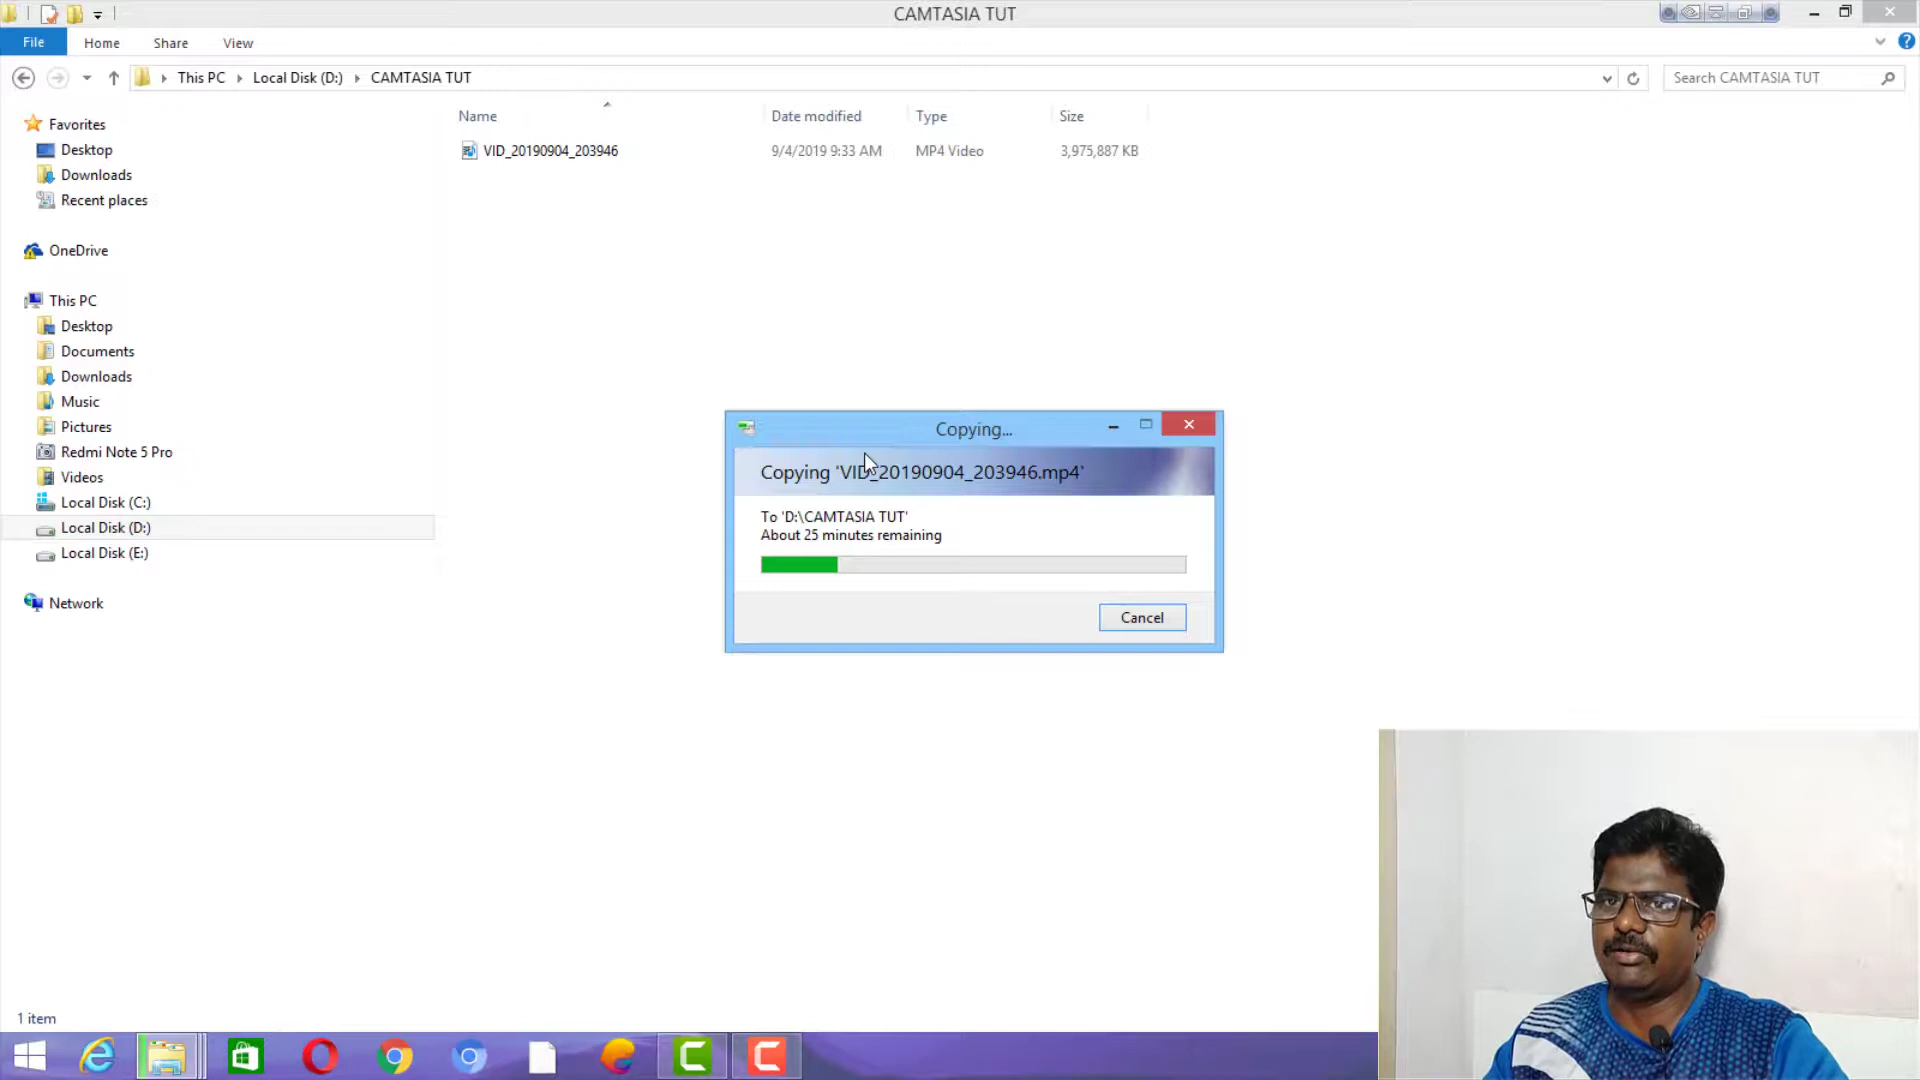 CAMTASIA TUT
File Home Share View
This PC Local Disk (D:) CAMTASIA TUT
Search CAMTASIA TUT
Name Date modified Type Size
VID_20190904_203946 9/4/2019 9:33 AM MP4 Video 3,975,887 KB
Favorites
Desktop
Downloads
Recent places
OneDrive
This PC
Desktop
Documents
Downloads
Music
Pictures
Redmi Note 5 Pro
Videos
Local Disk (C:)
Local Disk (D:)
Local Disk (E:)
Network
Copying...
Copying 'VID_20190904_203946.mp4'
To 'D:\CAMTASIA TUT'
About 25 minutes remaining
Cancel
1 item